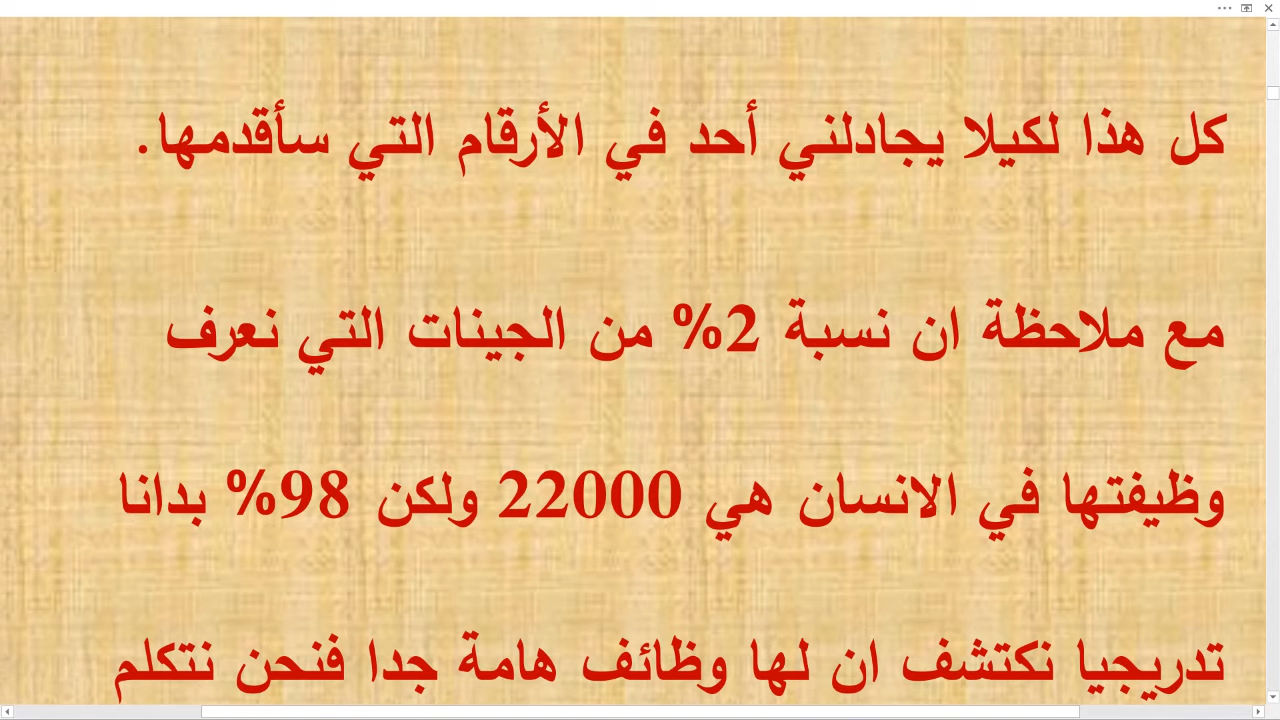 كل هذا لكيلا يجادلني أحد في الأرقام التي سأقدمها.
مع ملاحظة ان نسبة 2% من الجينات التي نعرف
وظيفتها في الانسان هي 22000 ولكن 98% بدانا
تدريجيا نكتشف ان لها وظائف هامة جدا فنحن نتكلم